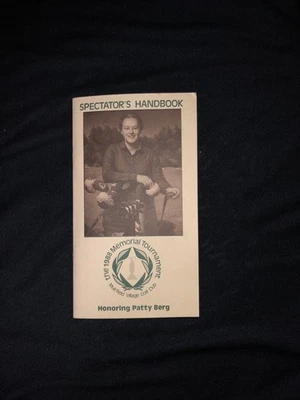 SPECTATOR'S HANDBOOK
the 1988 Memorial Tournament
Muirfield Village Golf Club
Honoring Patty Berg